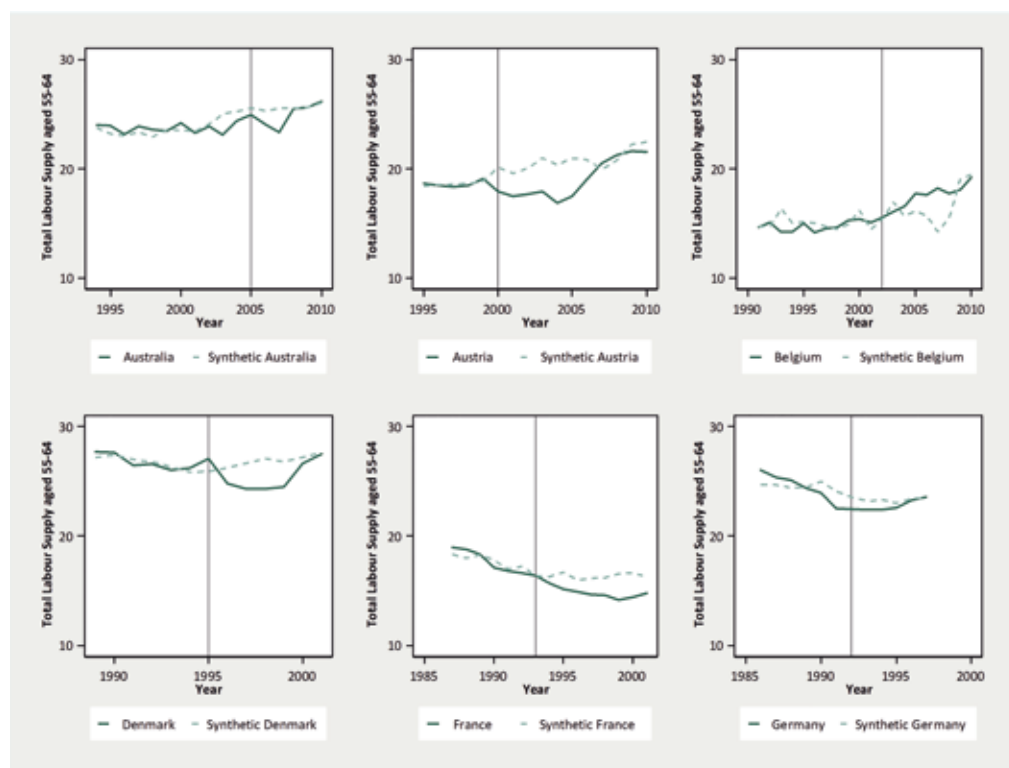 Total Labour Supply aged 55-64
30
20
10
1995 2000 2005 2010
Year
Australia Synthetic Australia
Total Labour Supply aged 55-64
30
20
10
1995 2000 2005 2010
Year
Austria Synthetic Austria
Total Labour Supply aged 55-64
30
20
10
1990 1995 2000 2005 2010
Year
Belgium Synthetic Belgium
Total Labour Supply aged 55-64
30
20
10
1990 1995 2000
Year
Denmark Synthetic Denmark
Total Labour Supply aged 55-64
30
20
10
1985 1990 1995 2000
Year
France Synthetic France
Total Labour Supply aged 55-64
30
20
10
1985 1990 1995 2000
Year
Germany Synthetic Germany